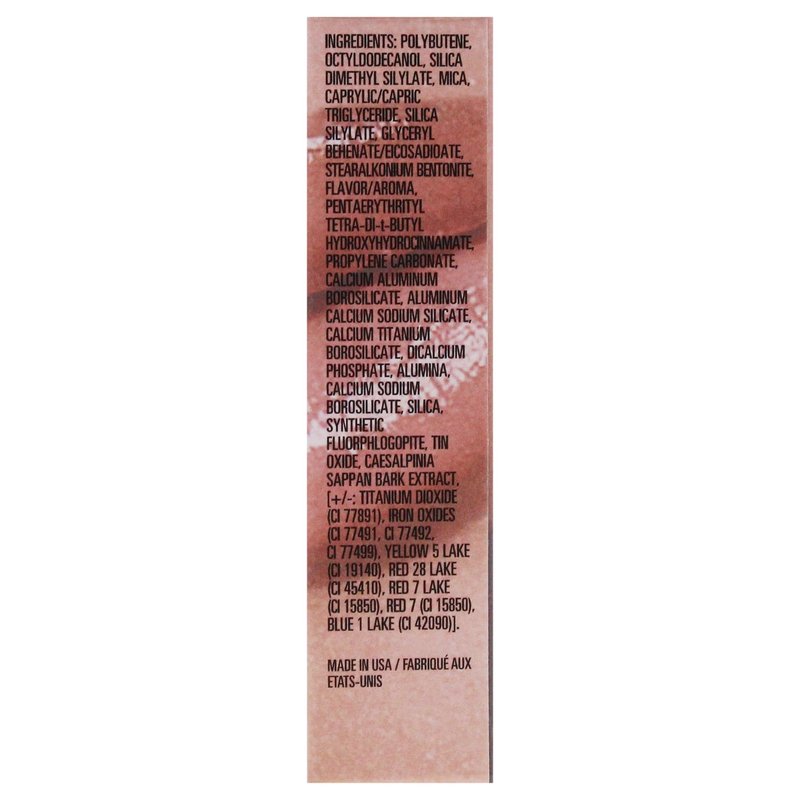 INGREDIENTS: POLYBUTENE,
OCTYLDODECANOL, SILICA
DIMETHYL SILYLATE, MICA,
CAPRYLIC/CAPRIC
TRIGLYCERIDE, SILICA
SILYLATE, GLYCERYL
BEHENATE/EICOSADIOATE,
STEARALKONIUM BENTONITE,
FLAVOR/AROMA,
PENTAERYTHRITYL
TETRA-DI-t-BUTYL
HYDROXYHYDROCINNAMATE,
PROPYLENE CARBONATE,
CALCIUM ALUMINUM
BOROSILICATE, ALUMINUM
CALCIUM SODIUM SILICATE,
CALCIUM TITANIUM
BOROSILICATE, DICALCIUM
PHOSPHATE, ALUMINA,
CALCIUM SODIUM
BOROSILICATE, SILICA,
SYNTHETIC
FLUORPHLOGOPITE, TIN
OXIDE, CAESALPINIA
SAPPAN BARK EXTRACT,
[+/-: TITANIUM DIOXIDE
(CI 77891), IRON OXIDES
(CI 77491, CI 77492,
CI 77499), YELLOW 5 LAKE
(CI 19140), RED 28 LAKE
(CI 45410), RED 7 LAKE
(CI 15850), RED 7 (CI 15850),
BLUE 1 LAKE (CI 42090)].
MADE IN USA / FABRIQUÉ AUX
ETATS-UNIS